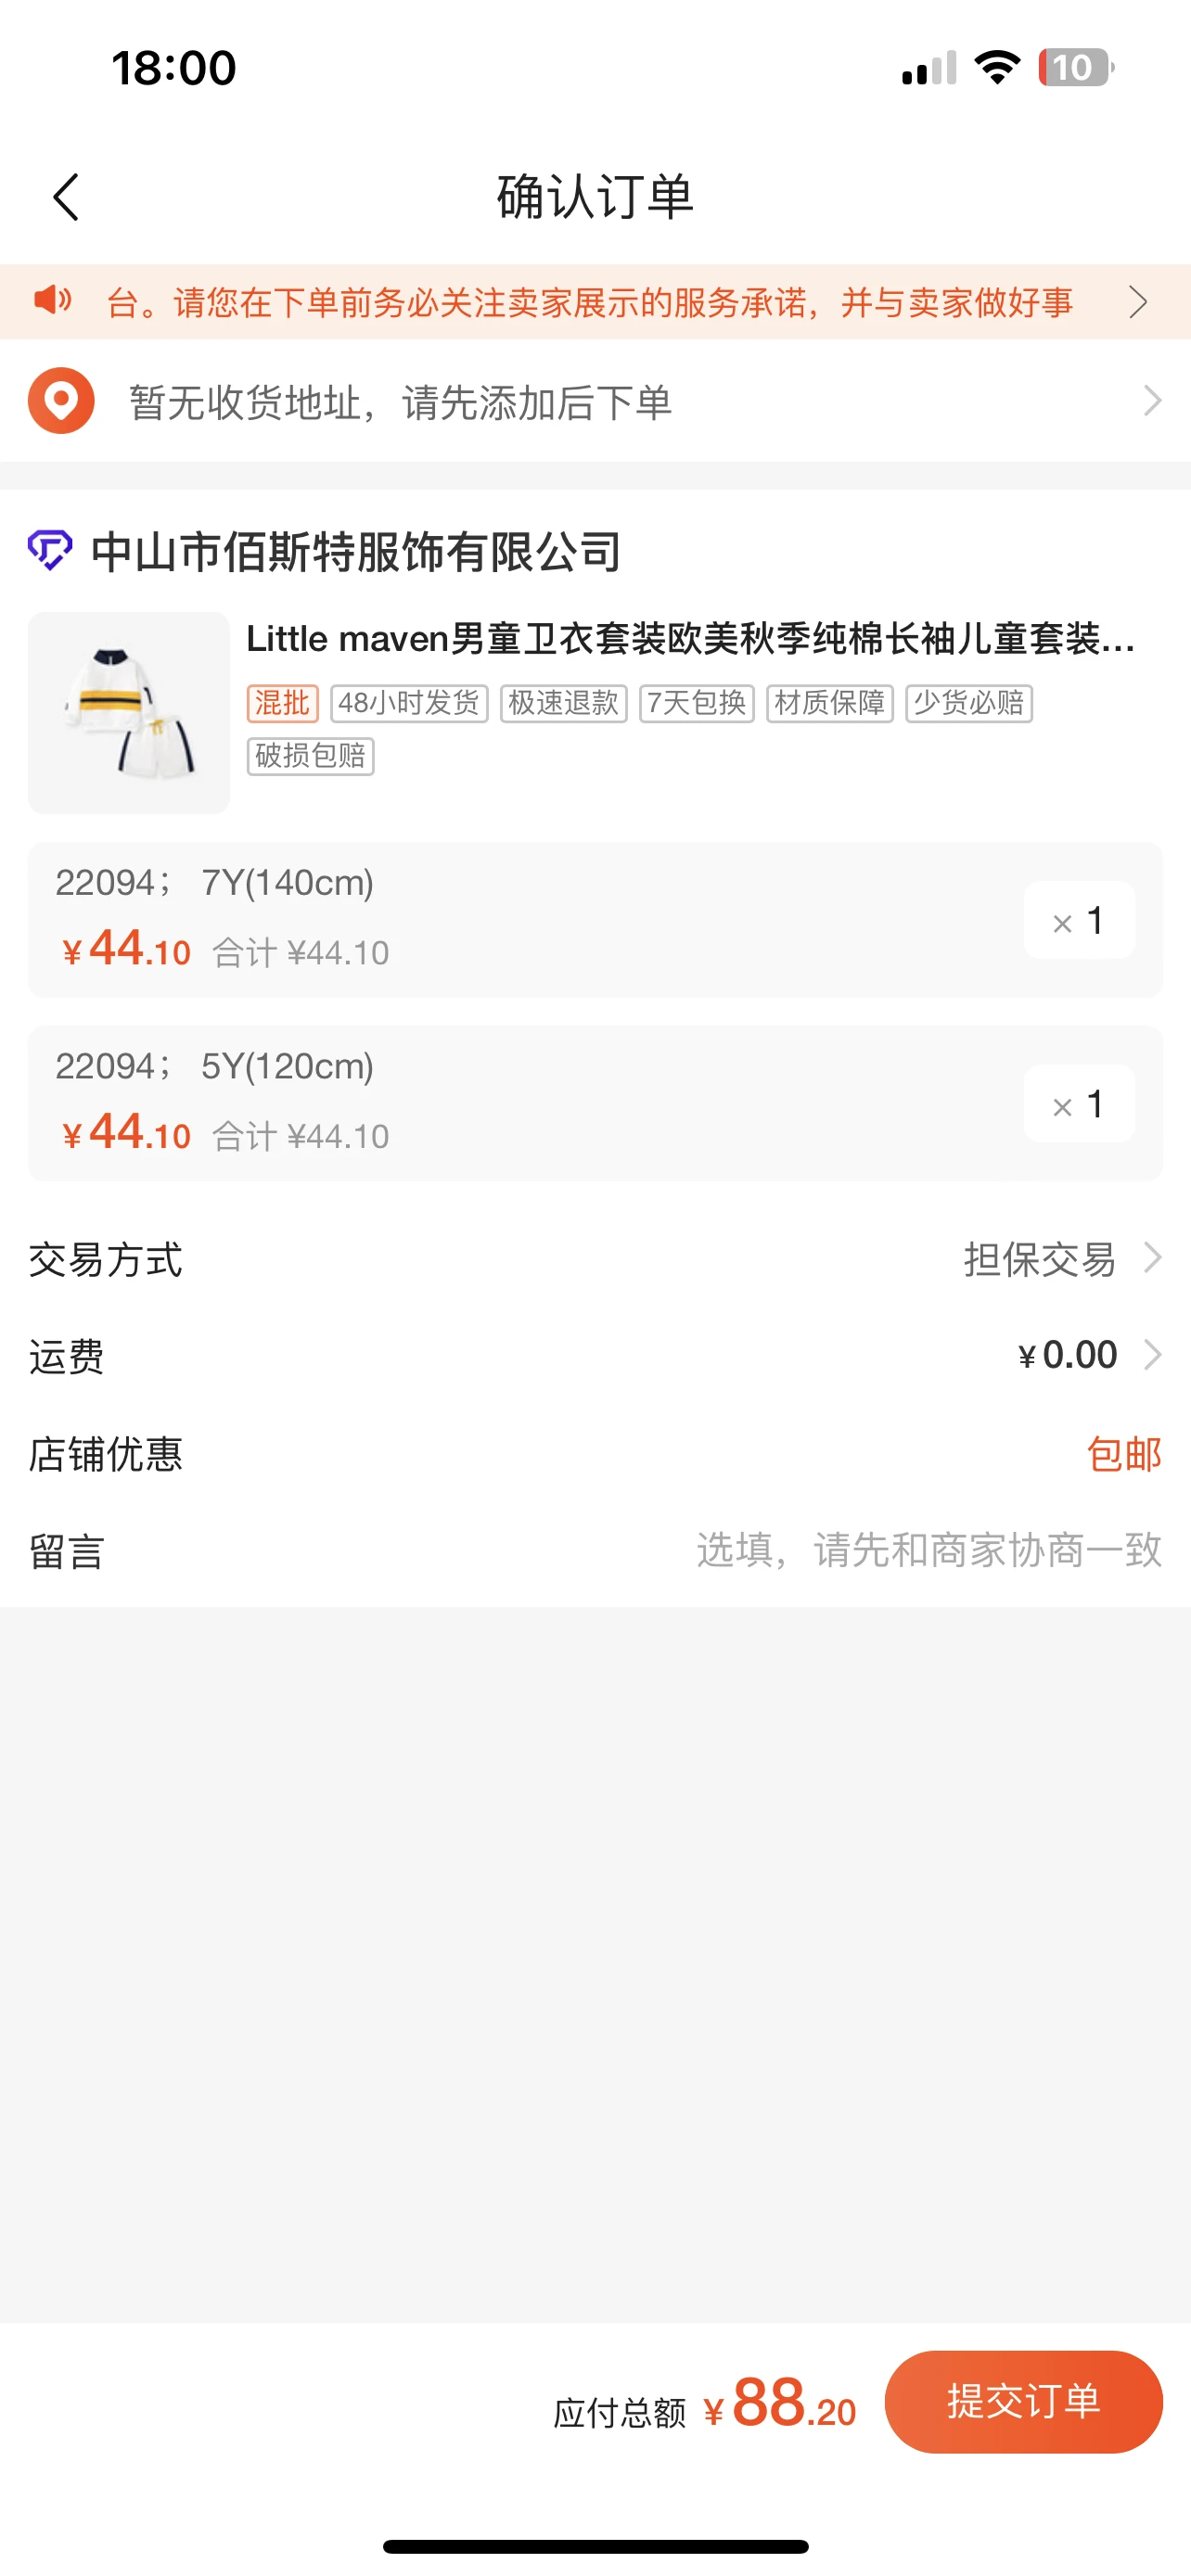 18:00
10
确认订单
台。请您在下单前务必关注卖家展示的服务承诺，并与卖家做好事
暂无收货地址，请先添加后下单
中山市佰斯特服饰有限公司
Little maven男童卫衣套装欧美秋季纯棉长袖儿童套装...
混批 48小时发货 极速退款 7天包换 材质保障 少货必赔
破损包赔
22094； 7Y(140cm)
¥44.10 合计 ¥44.10
× 1
22094； 5Y(120cm)
¥44.10 合计 ¥44.10
× 1
交易方式 担保交易
运费 ¥0.00
店铺优惠 包邮
留言 选填，请先和商家协商一致
应付总额 ¥88.20 提交订单